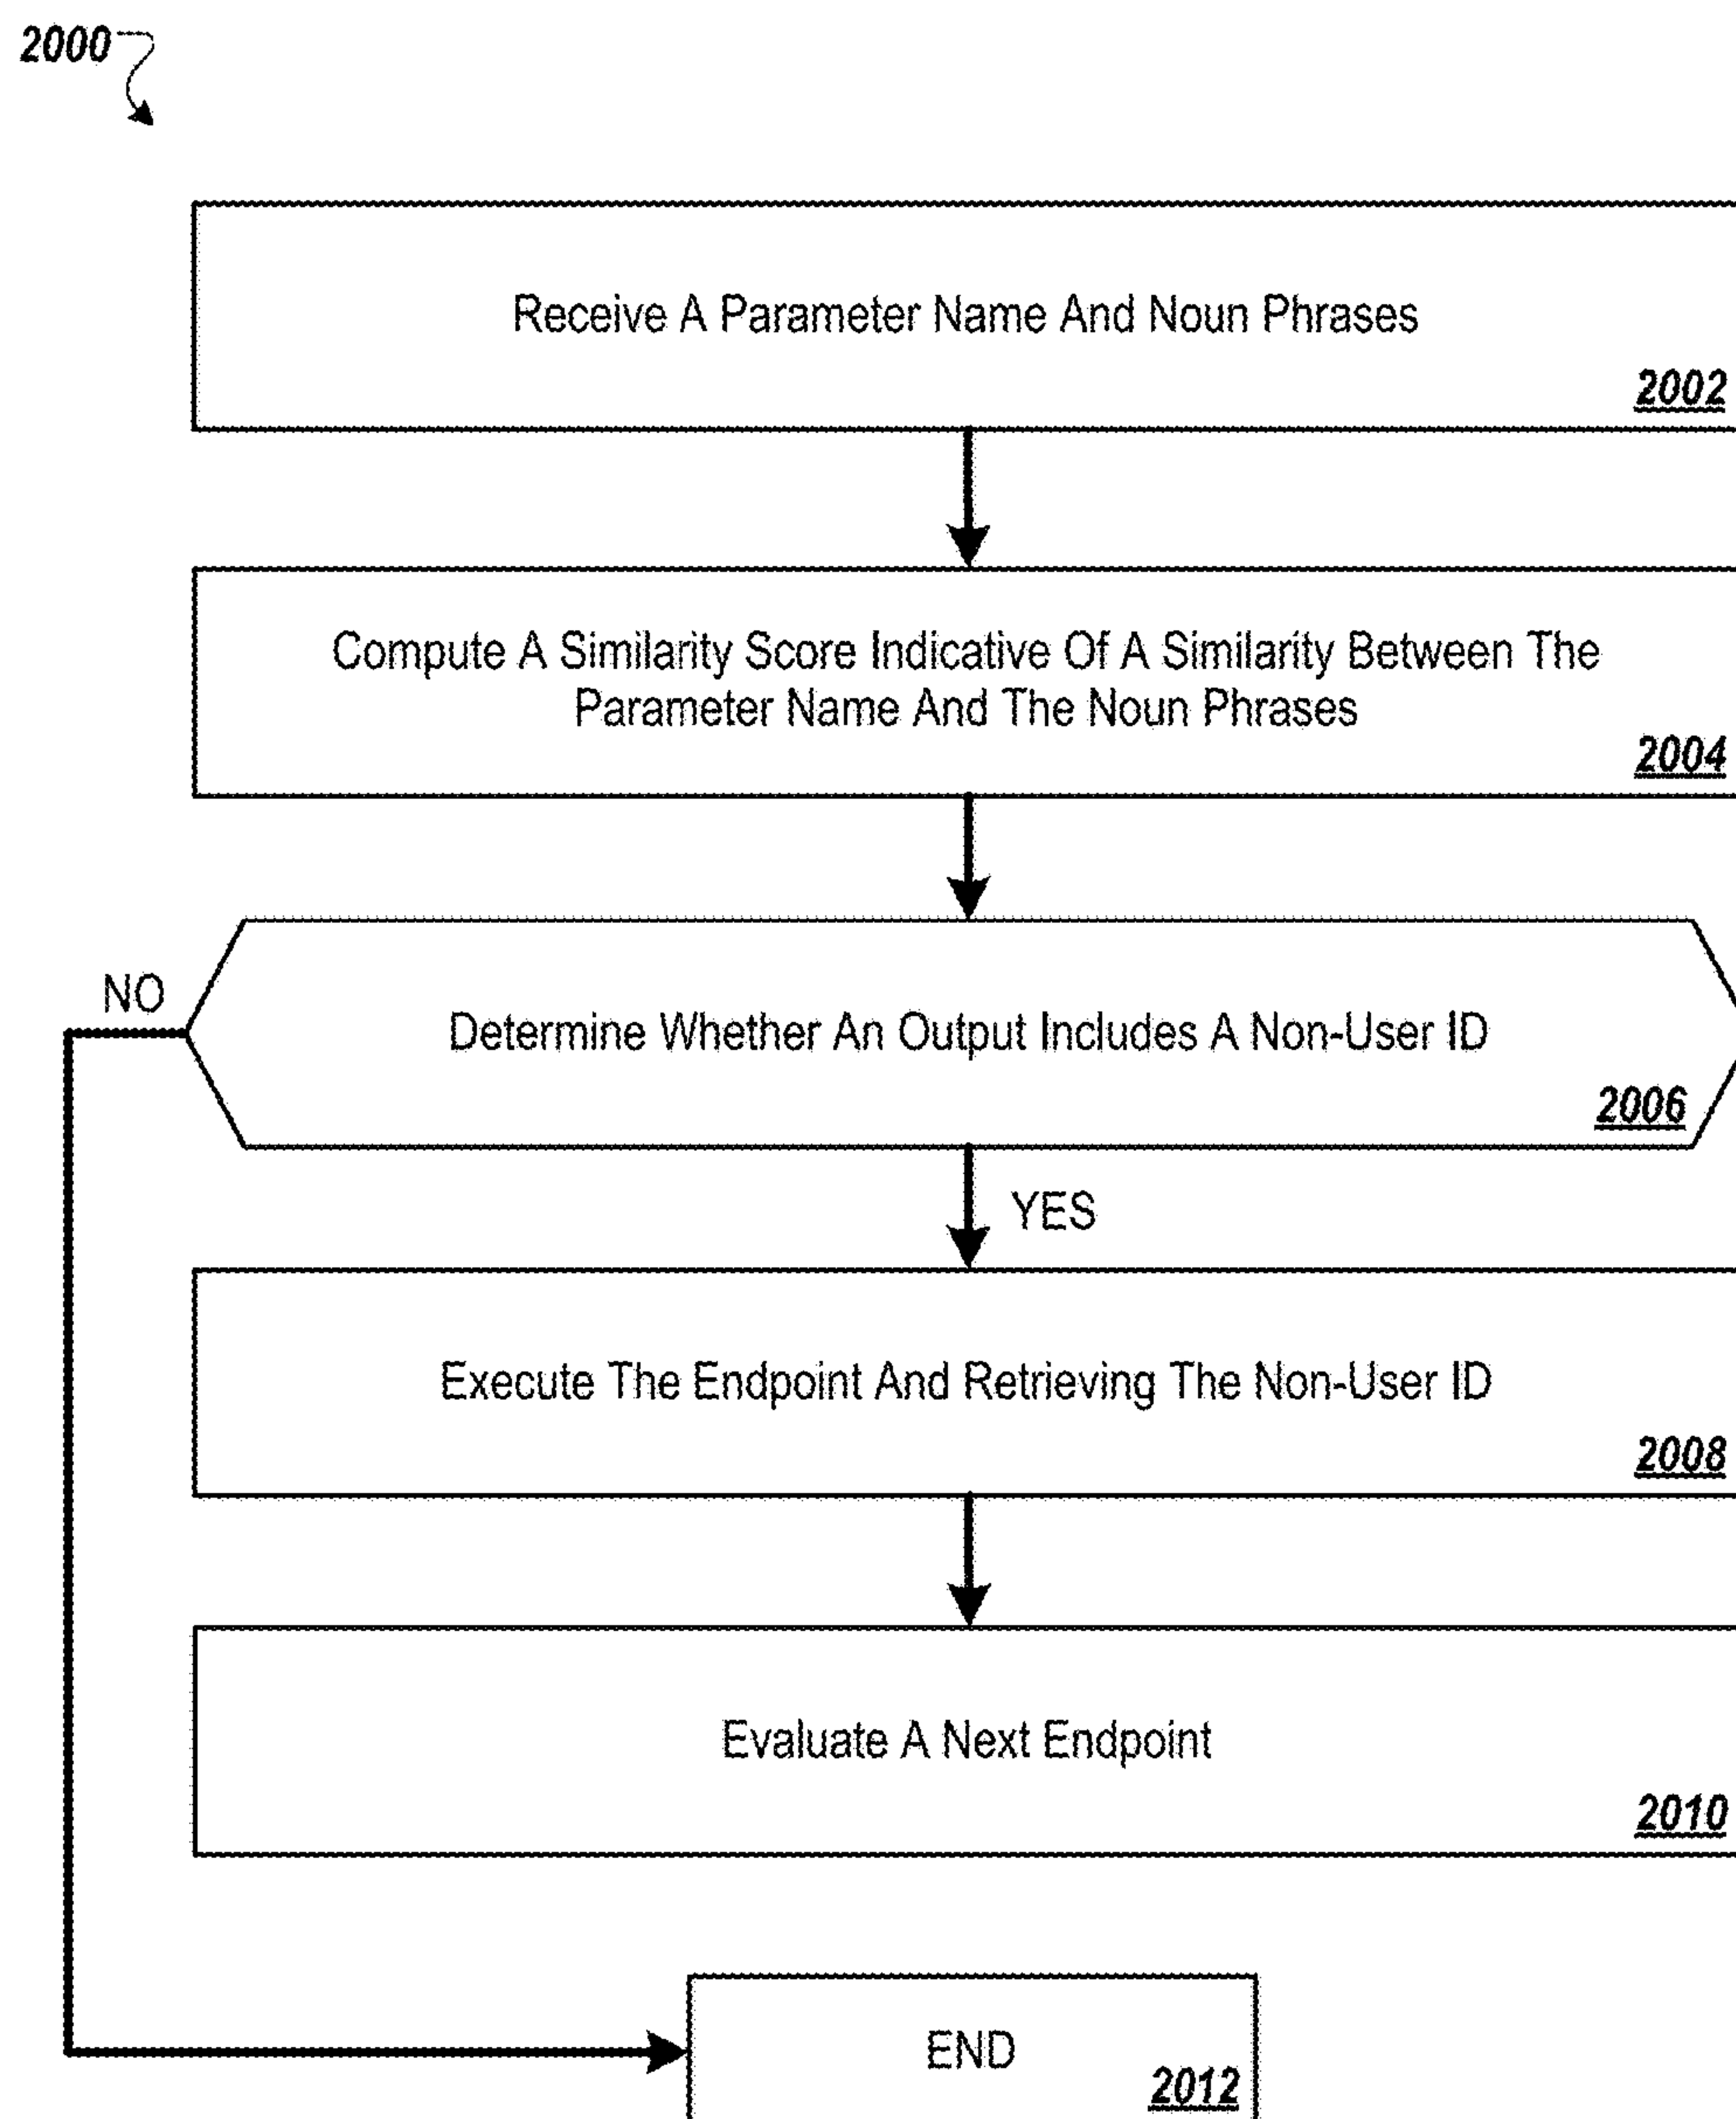 2000
Receive A Parameter Name And Noun Phrases
2002
Compute A Similarity Score Indicative Of A Similarity Between The
Parameter Name And The Noun Phrases
2004
NO
Determine Whether An Output Includes A Non-User ID
2006
YES
Execute The Endpoint And Retrieving The Non-User ID
2008
Evaluate A Next Endpoint
2010
END
2012